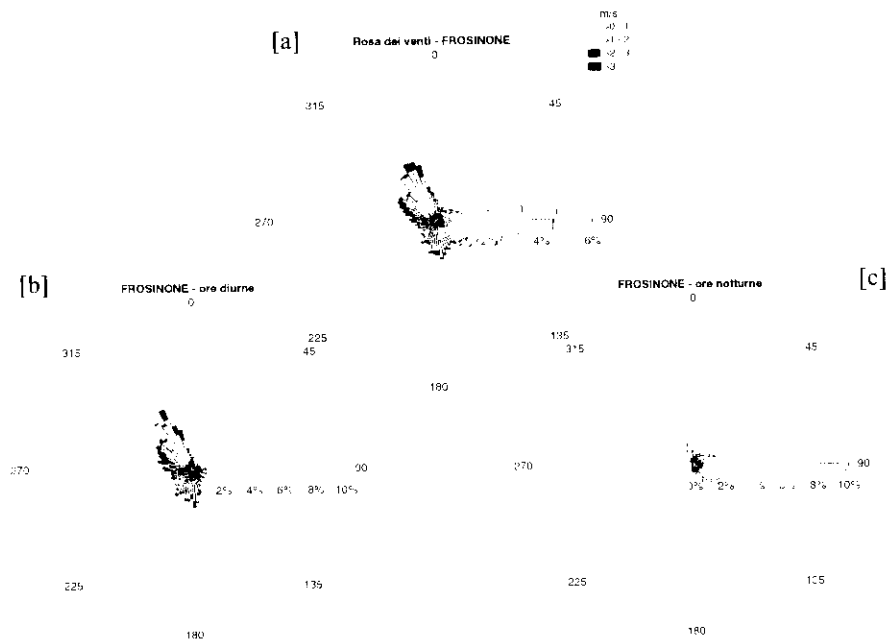 [a]
Rosa dei venti - FROSINONE
m/s
0
315
45
270
90
4%
6%
225
135
180
[b]
FROSINONE - ore diurne
0
315
45
270
90
2% 4% 6% 8% 10%
225
135
180
[c]
FROSINONE - ore notturne
0
315
45
270
90
0% 2% 8% 10%
225
135
180